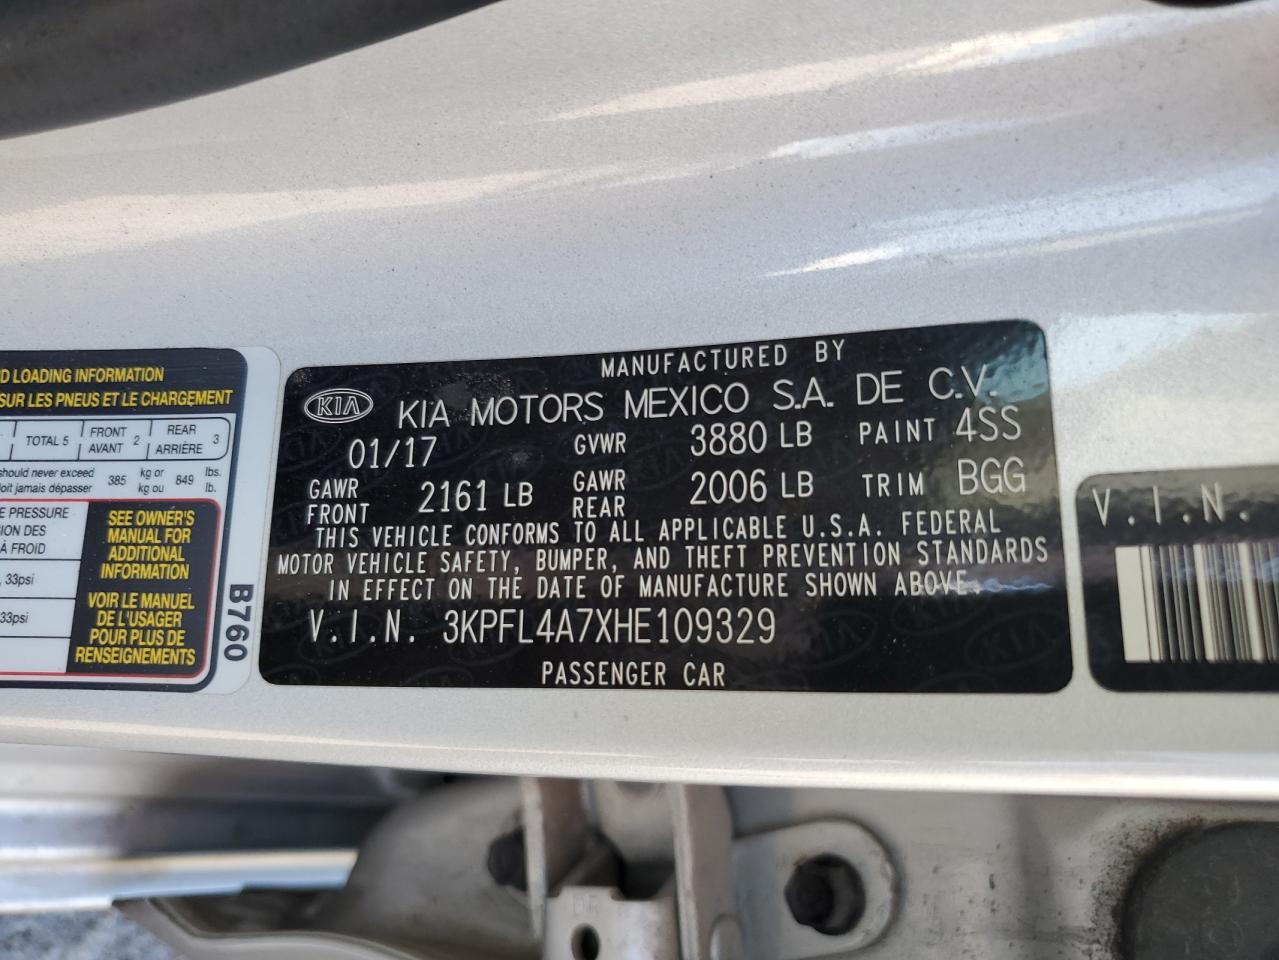 D LOADING INFORMATION
SUR LES PNEUS ET LE CHARGEMENT
TOTAL 5 FRONT AVANT 2 REAR ARRIÈRE 3
should never exceed 385 kg or 849 lbs.
doit jamais dépasser kg ou lb.
E PRESSURE
SION DES
À FROID
, 33psi
33psi
SEE OWNER'S
MANUAL FOR
ADDITIONAL
INFORMATION
VOIR LE MANUEL
DE L'USAGER
POUR PLUS DE
RENSEIGNEMENTS
B760
MANUFACTURED BY
KIA KIA MOTORS MEXICO S.A. DE C.V.
01/17 GVWR 3880 LB PAINT 4SS
GAWR FRONT 2161 LB GAWR REAR 2006 LB TRIM BGG
THIS VEHICLE CONFORMS TO ALL APPLICABLE U.S.A. FEDERAL
MOTOR VEHICLE SAFETY, BUMPER, AND THEFT PREVENTION STANDARDS
IN EFFECT ON THE DATE OF MANUFACTURE SHOWN ABOVE.
V.I.N. 3KPFL4A7XHE109329
PASSENGER CAR
V.I.N.